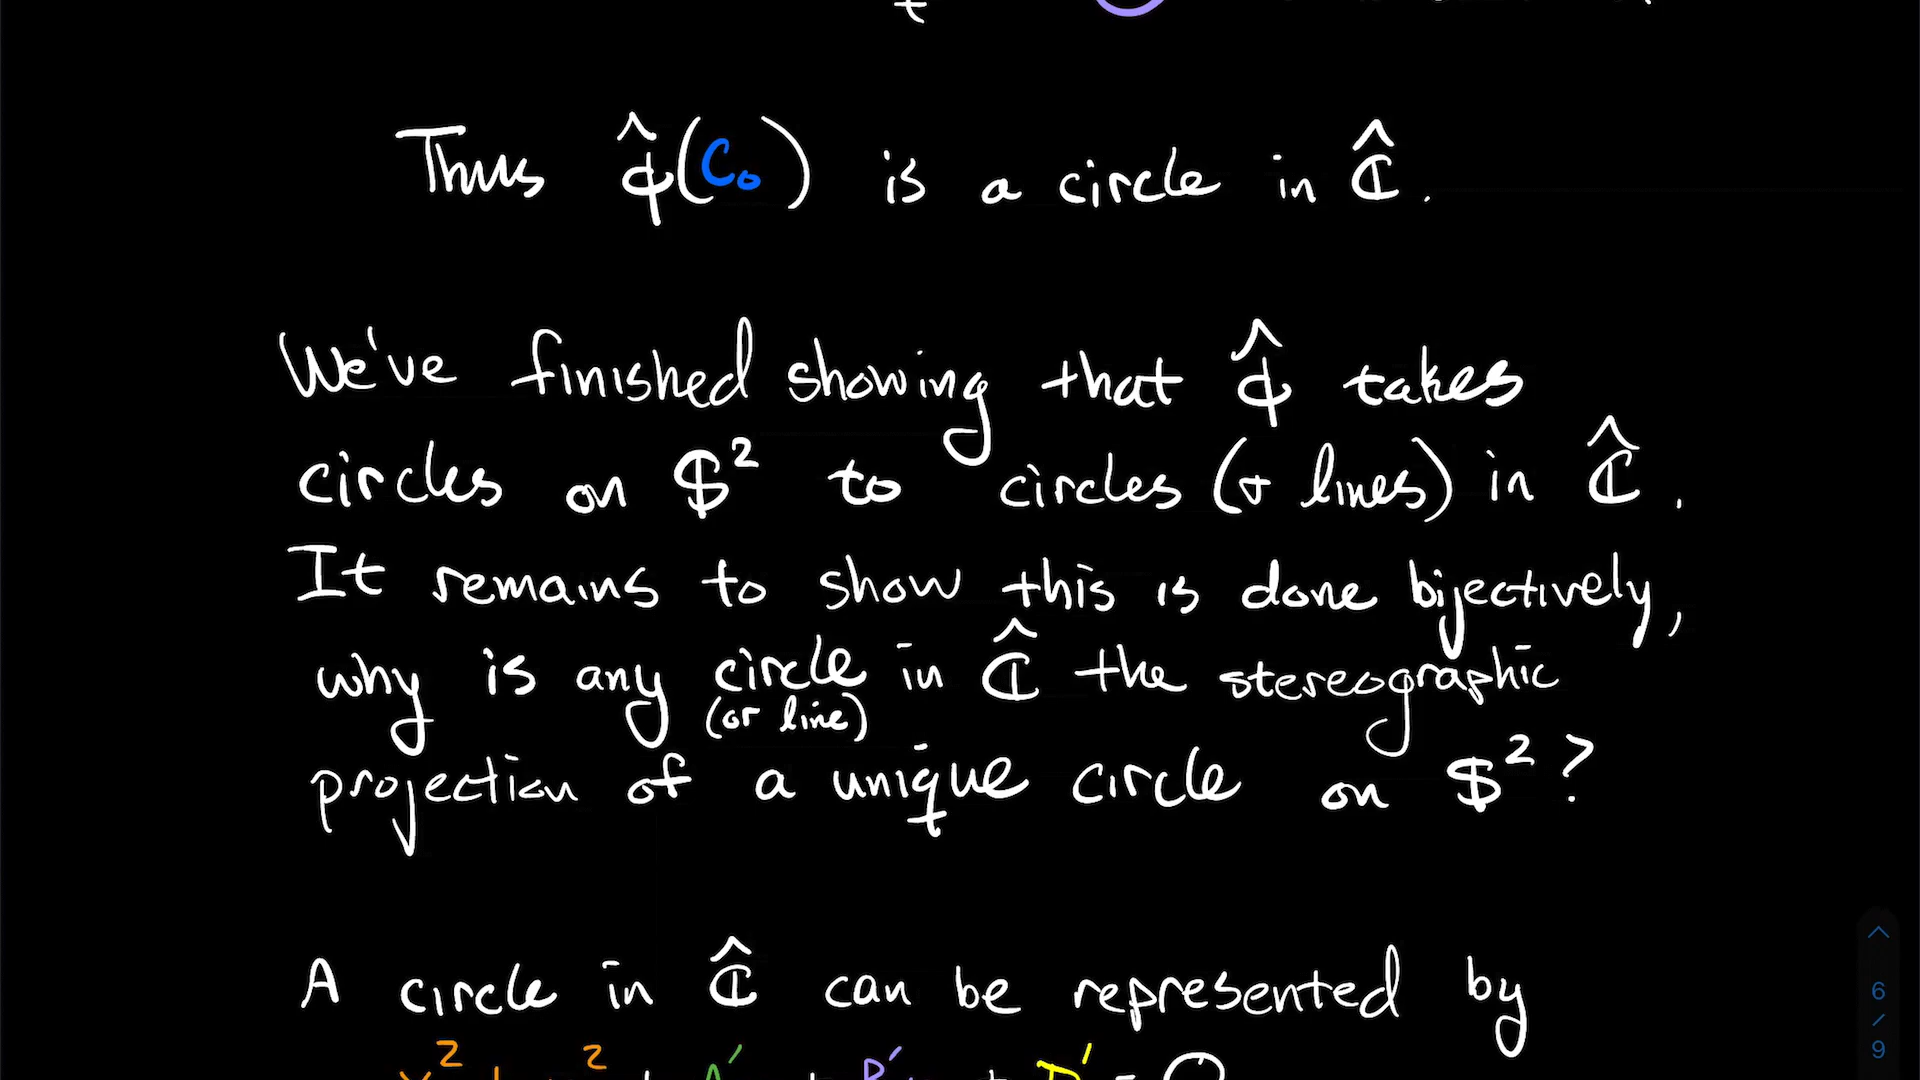 Thus φ̂(C₀) is a circle in ℂ̂.
We've finished showing that φ̂ takes
circles on 𝕊² to circles (& lines) in ℂ̂.
It remains to show this is done bijectively,
why is any circle in ℂ̂ the stereographic
(or line)
projection of a unique circle on 𝕊²?
A circle in ℂ̂ can be represented by
6
/
9